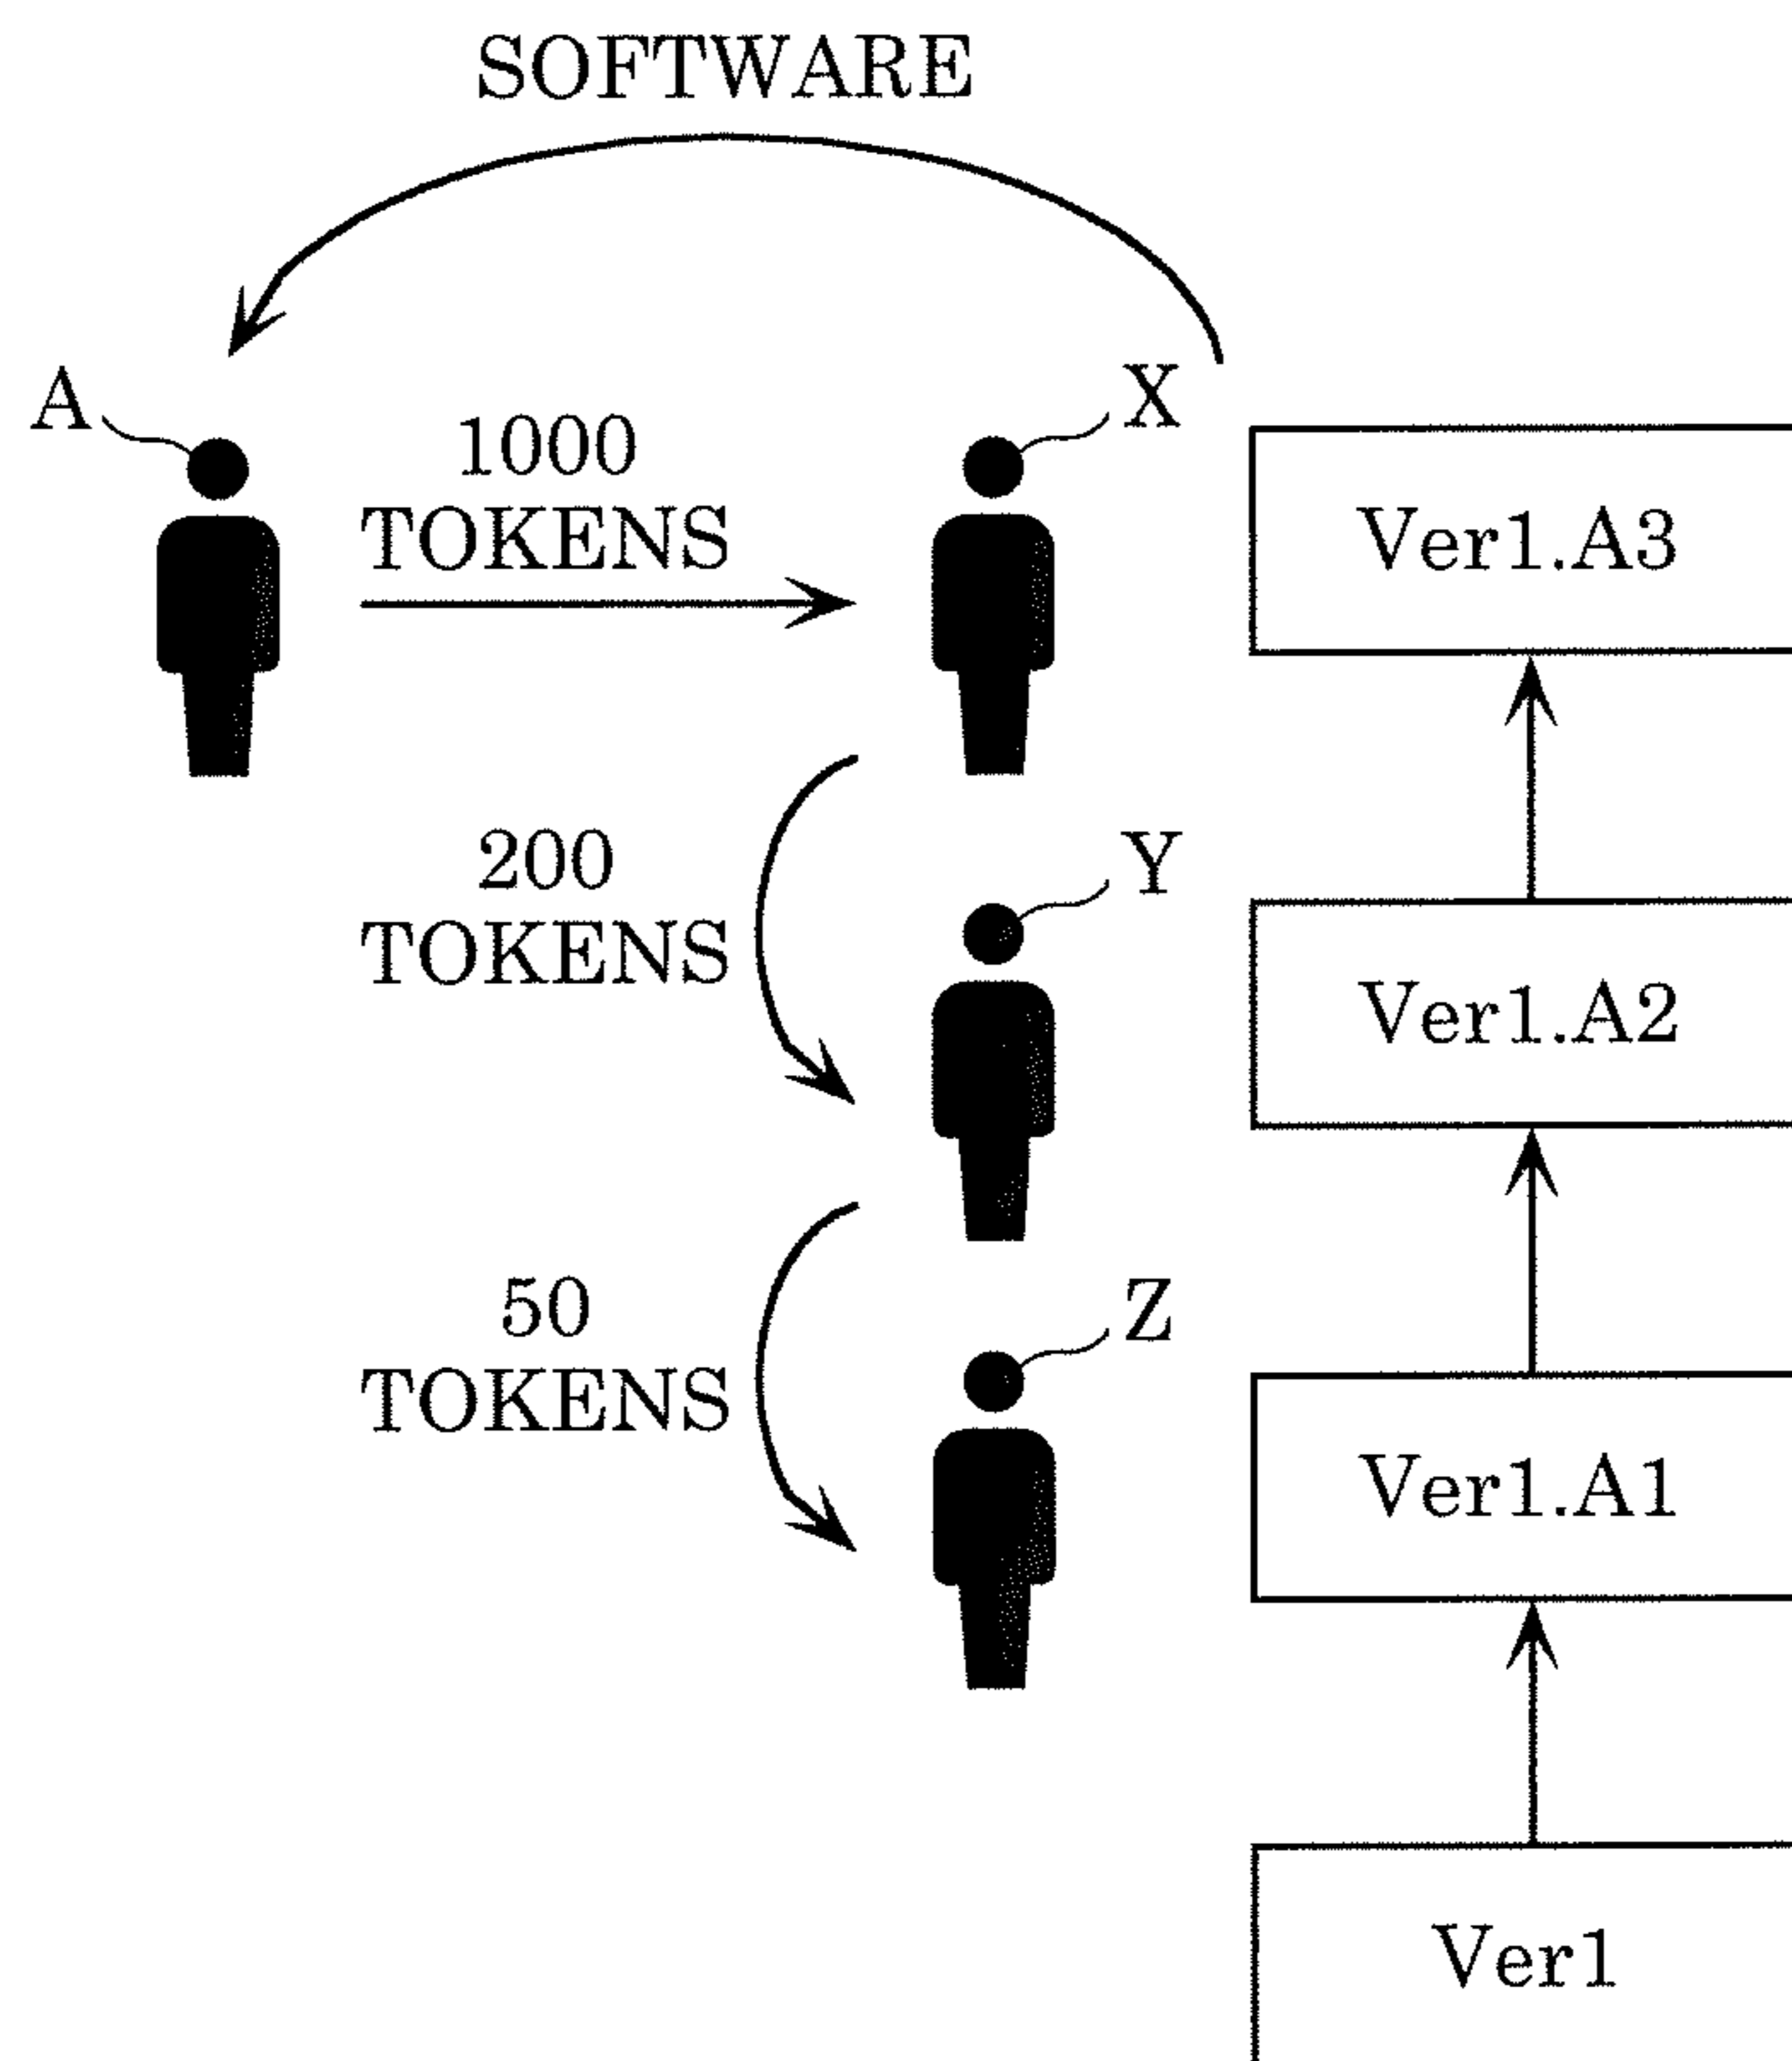 SOFTWARE
A
1000
TOKENS
X
Ver1.A3
200
TOKENS
Y
Ver1.A2
50
TOKENS
Z
Ver1.A1
Ver1